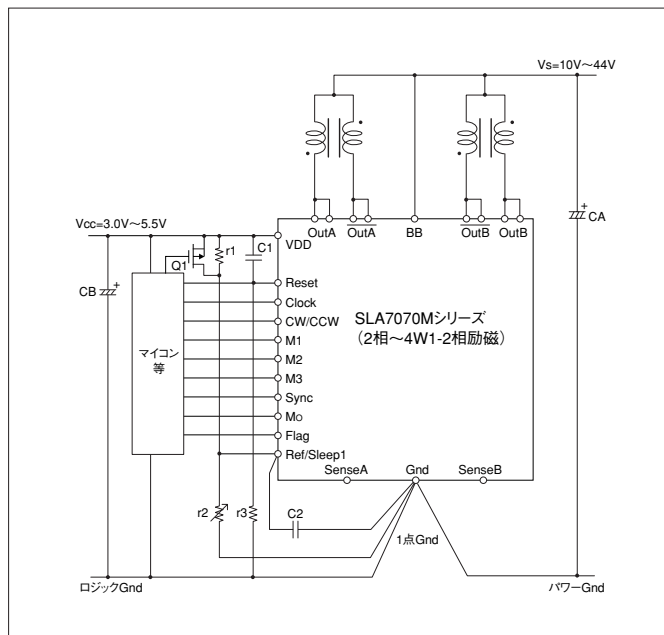 Vs=10V～44V
Vcc=3.0V～5.5V
OutA
OutA
BB
OutB
OutB
CA
+
VDD
r1
C1
Q1
CB
+
Reset
Clock
CW/CCW
M1
M2
M3
Sync
Mo
Flag
Ref/Sleep1
SLA7070Mシリーズ
(2相～4W1-2相励磁)
マイコン
等
SenseA
Gnd
SenseB
r2
r3
C2
1点Gnd
ロジックGnd
パワーGnd